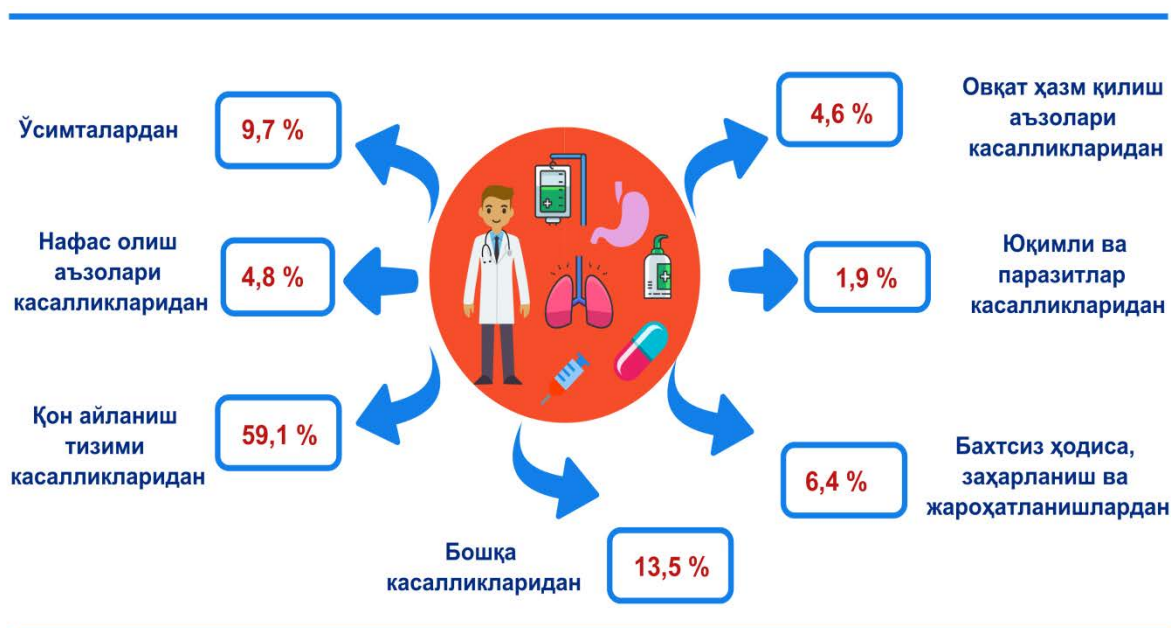 Ўсимталардан
9,7 %
Нафас олиш
аъзолари
касалликларидан
4,8 %
Қон айланиш
тизими
касалликларидан
59,1 %
Бошқа
касалликларидан
13,5 %
4,6 %
Овқат ҳазм қилиш
аъзолари
касалликларидан
1,9 %
Юқимли ва
паразитлар
касалликларидан
6,4 %
Бахтсиз ҳодиса,
заҳарланиш ва
жароҳатланишлардан